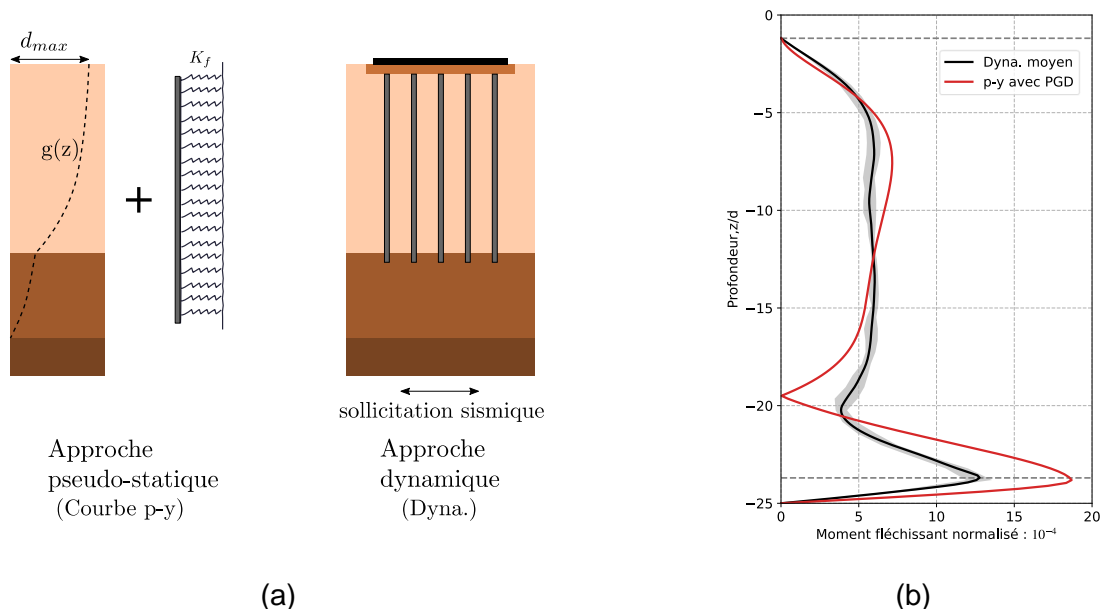 d_max
g(z)
+
K_f
sollicitation sismique
Approche
pseudo-statique
(Courbe p-y)
Approche
dynamique
(Dyna.)
(a)
0
−5
−10
−15
−20
−25
Profondeur,z/d
Dyna. moyen
p-y avec PGD
0
5
10
15
20
Moment fléchissant normalisé : 10⁻⁴
(b)